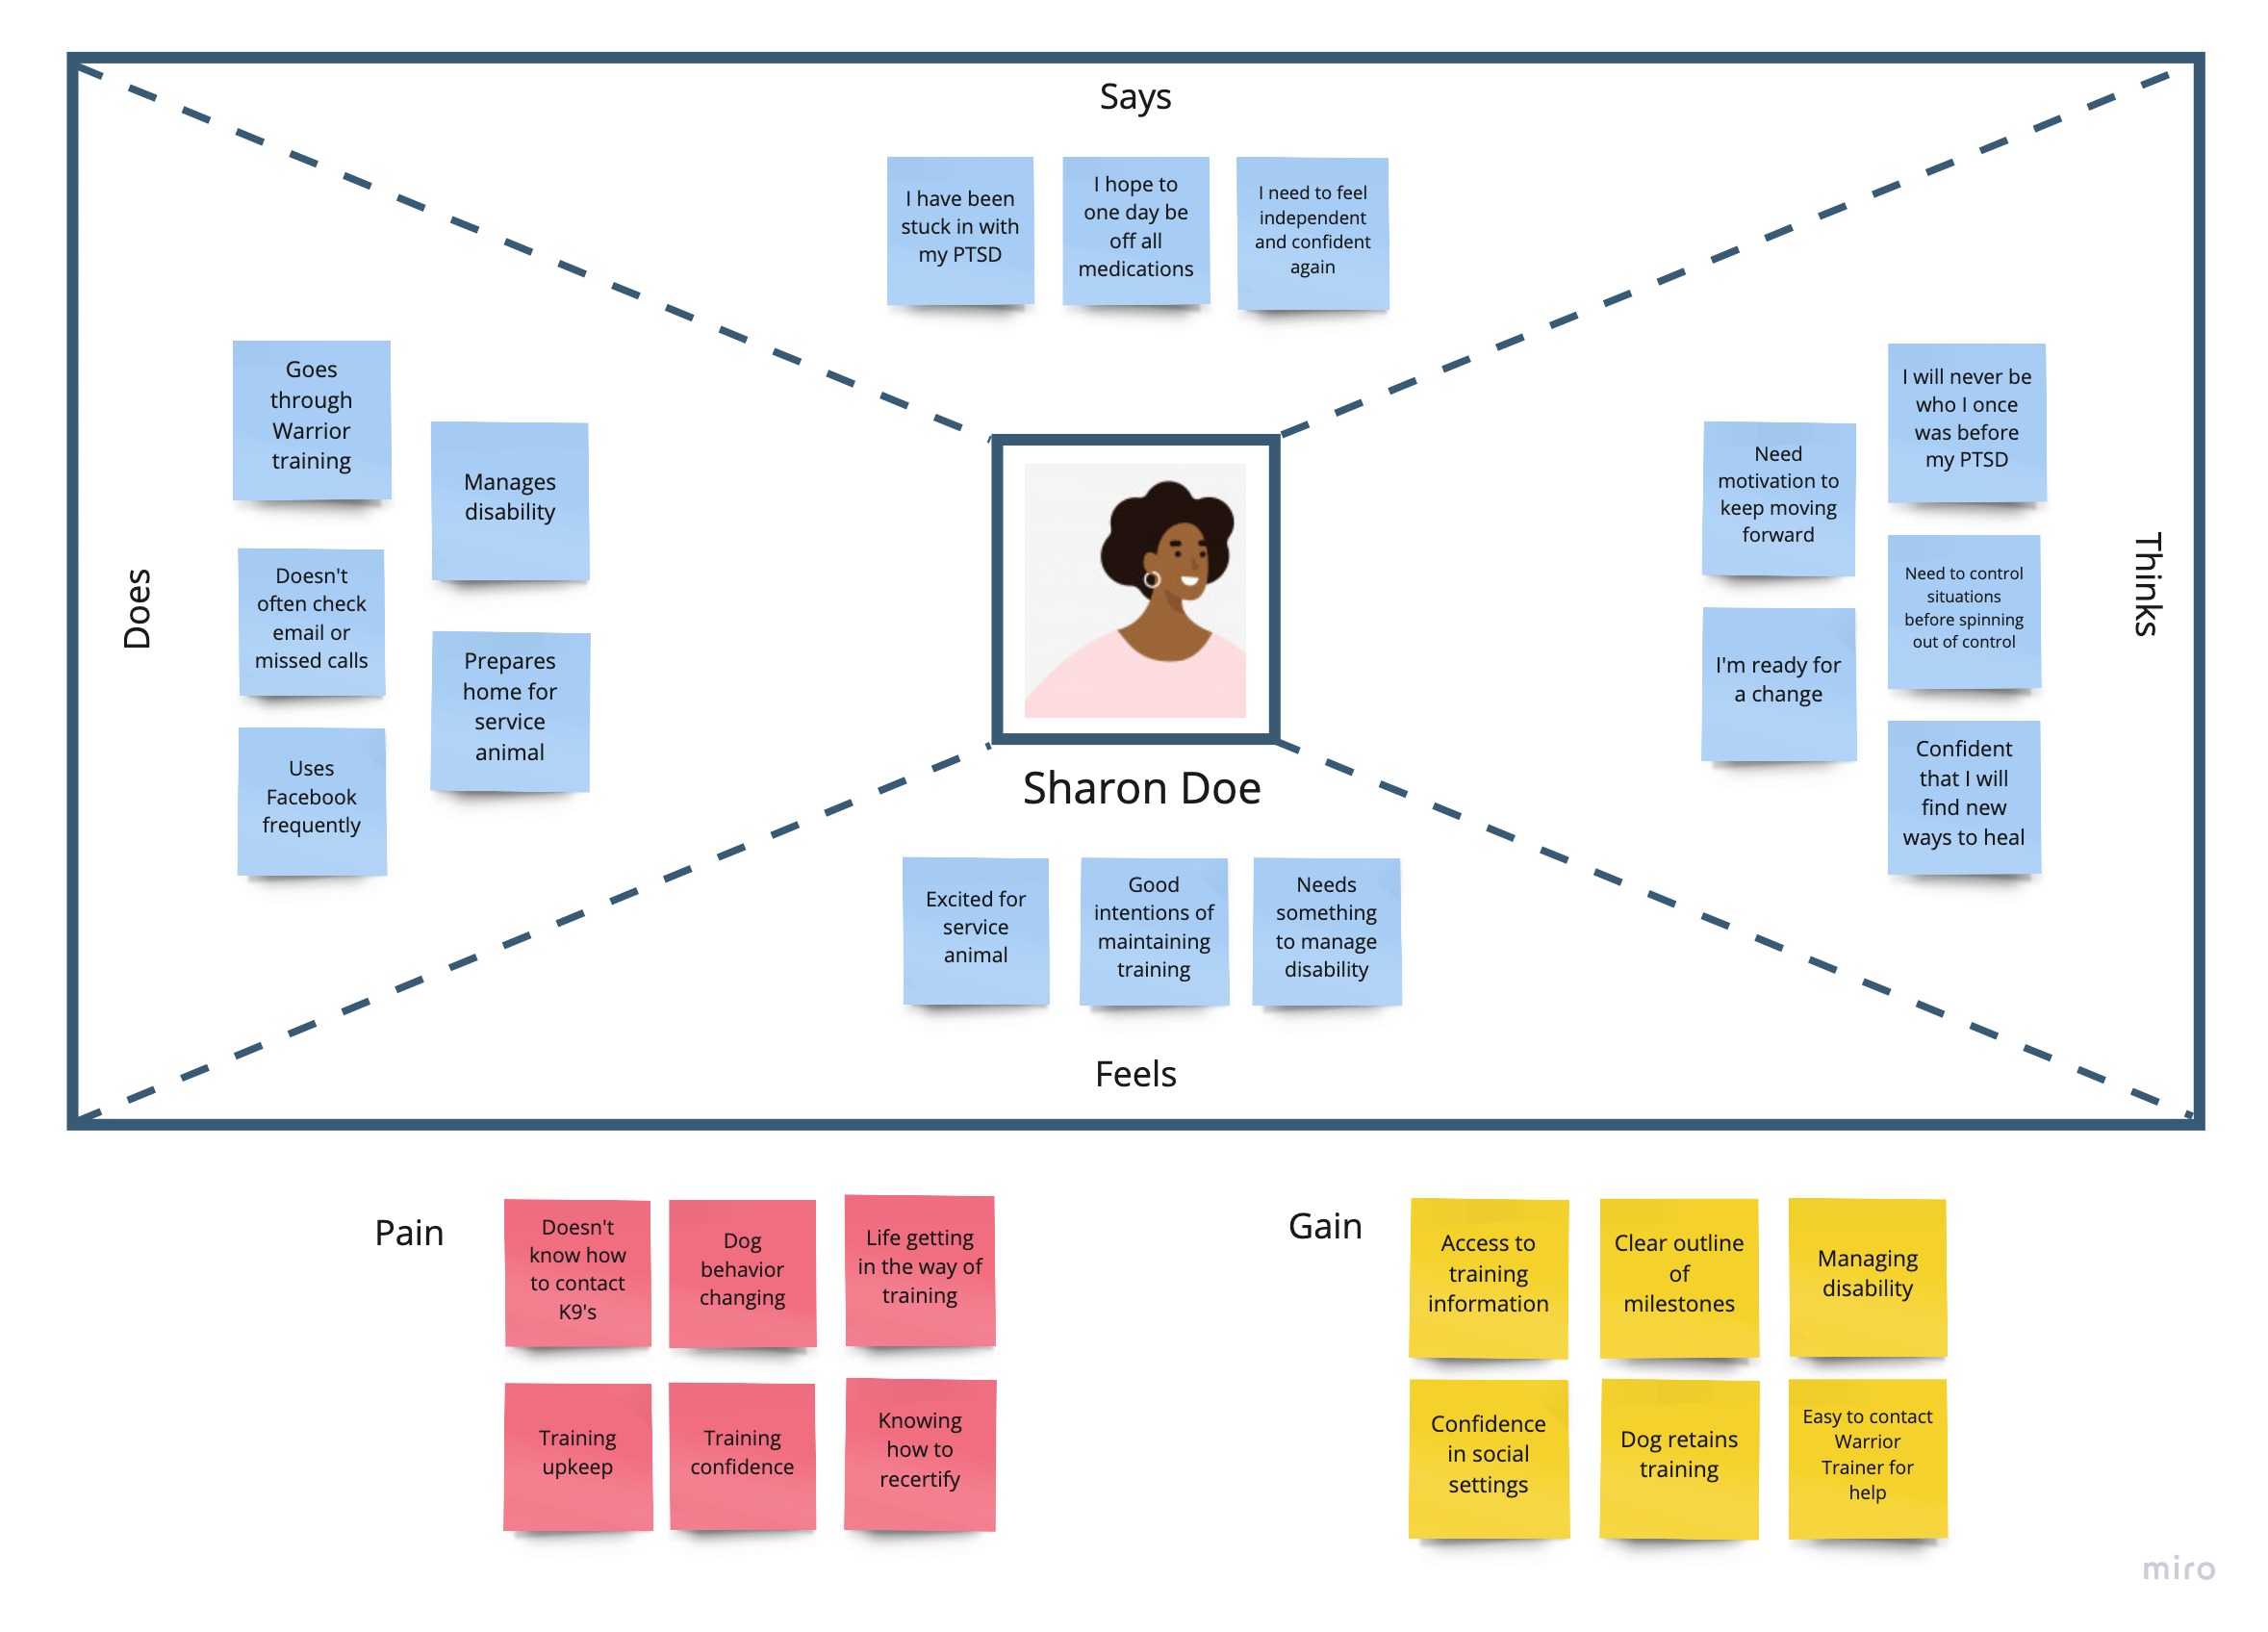 Says
I have been
stuck in with
my PTSD
I hope to
one day be
off all
medications
I need to feel
independent
and confident
again
Does
Goes
through
Warrior
training
Manages
disability
Doesn't
often check
email or
missed calls
Prepares
home for
service
animal
Uses
Facebook
frequently
Thinks
I will never be
who I once
was before
my PTSD
Need
motivation to
keep moving
forward
Need to control
situations
before spinning
out of control
I'm ready for
a change
Confident
that I will
find new
ways to heal
Sharon Doe
Excited for
service
animal
Good
intentions of
maintaining
training
Needs
something
to manage
disability
Feels
Pain
Doesn't
know how
to contact
K9's
Dog
behavior
changing
Life getting
in the way of
training
Training
upkeep
Training
confidence
Knowing
how to
recertify
Gain
Access to
training
information
Clear outline
of
milestones
Managing
disability
Confidence
in social
settings
Dog retains
training
Easy to contact
Warrior
Trainer for
help
miro